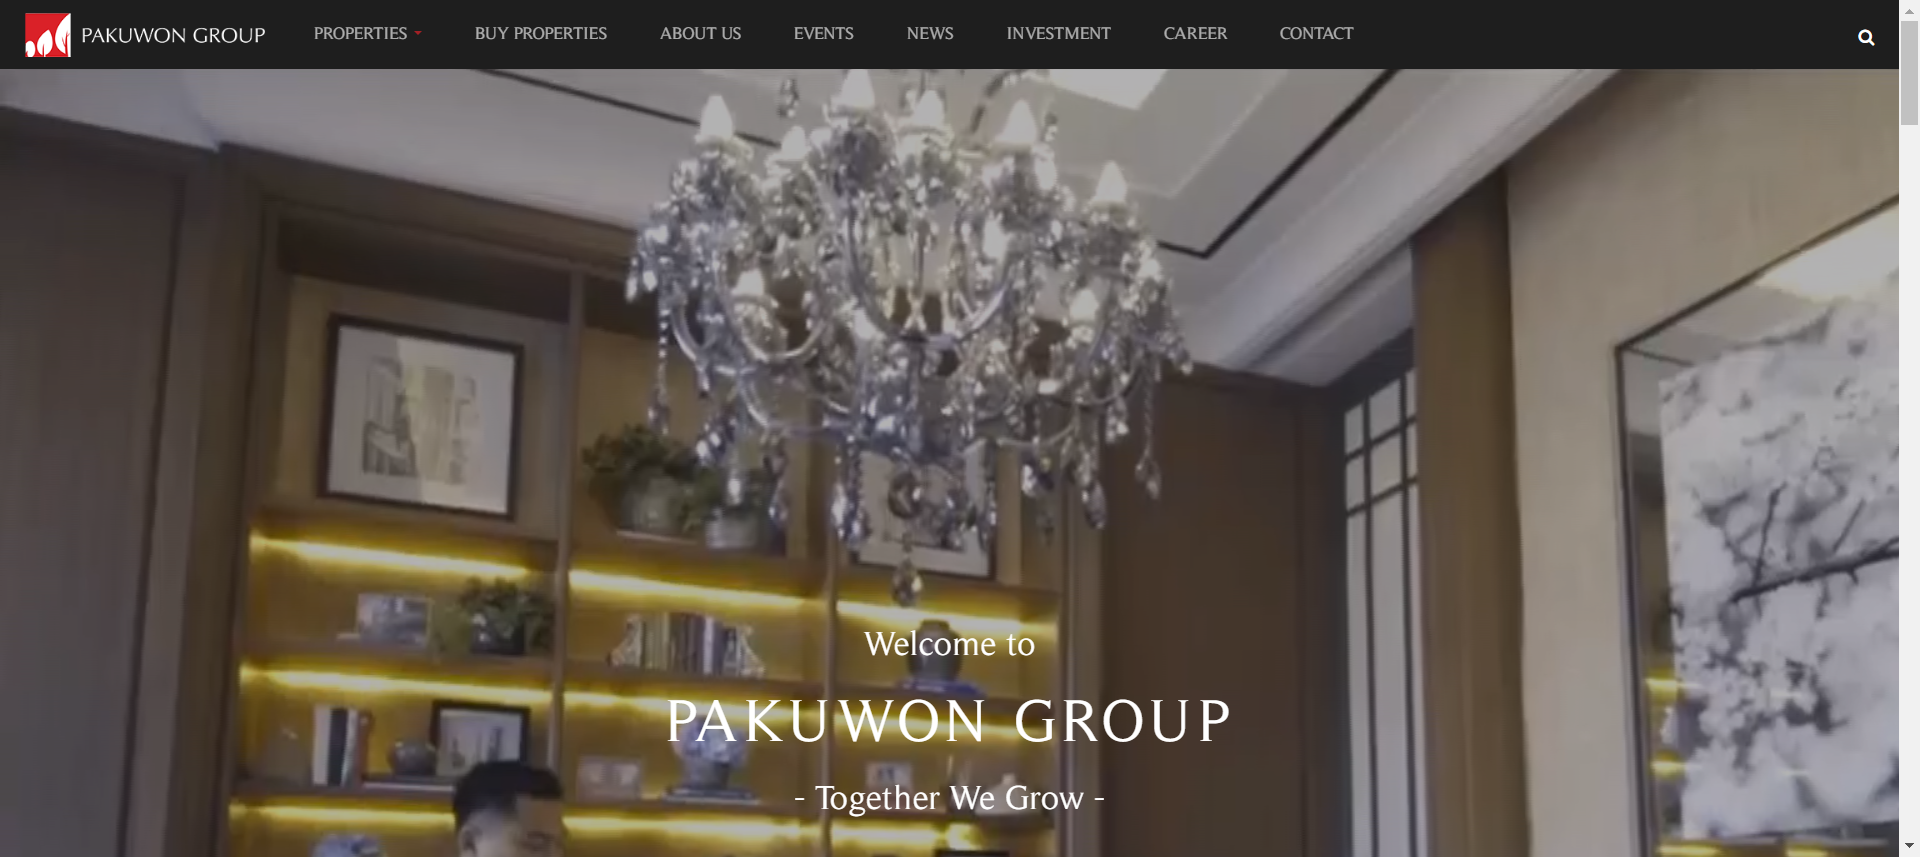 PAKUWON GROUP
PROPERTIES
BUY PROPERTIES
ABOUT US
EVENTS
NEWS
INVESTMENT
CAREER
CONTACT
Welcome to
PAKUWON GROUP
- Together We Grow -